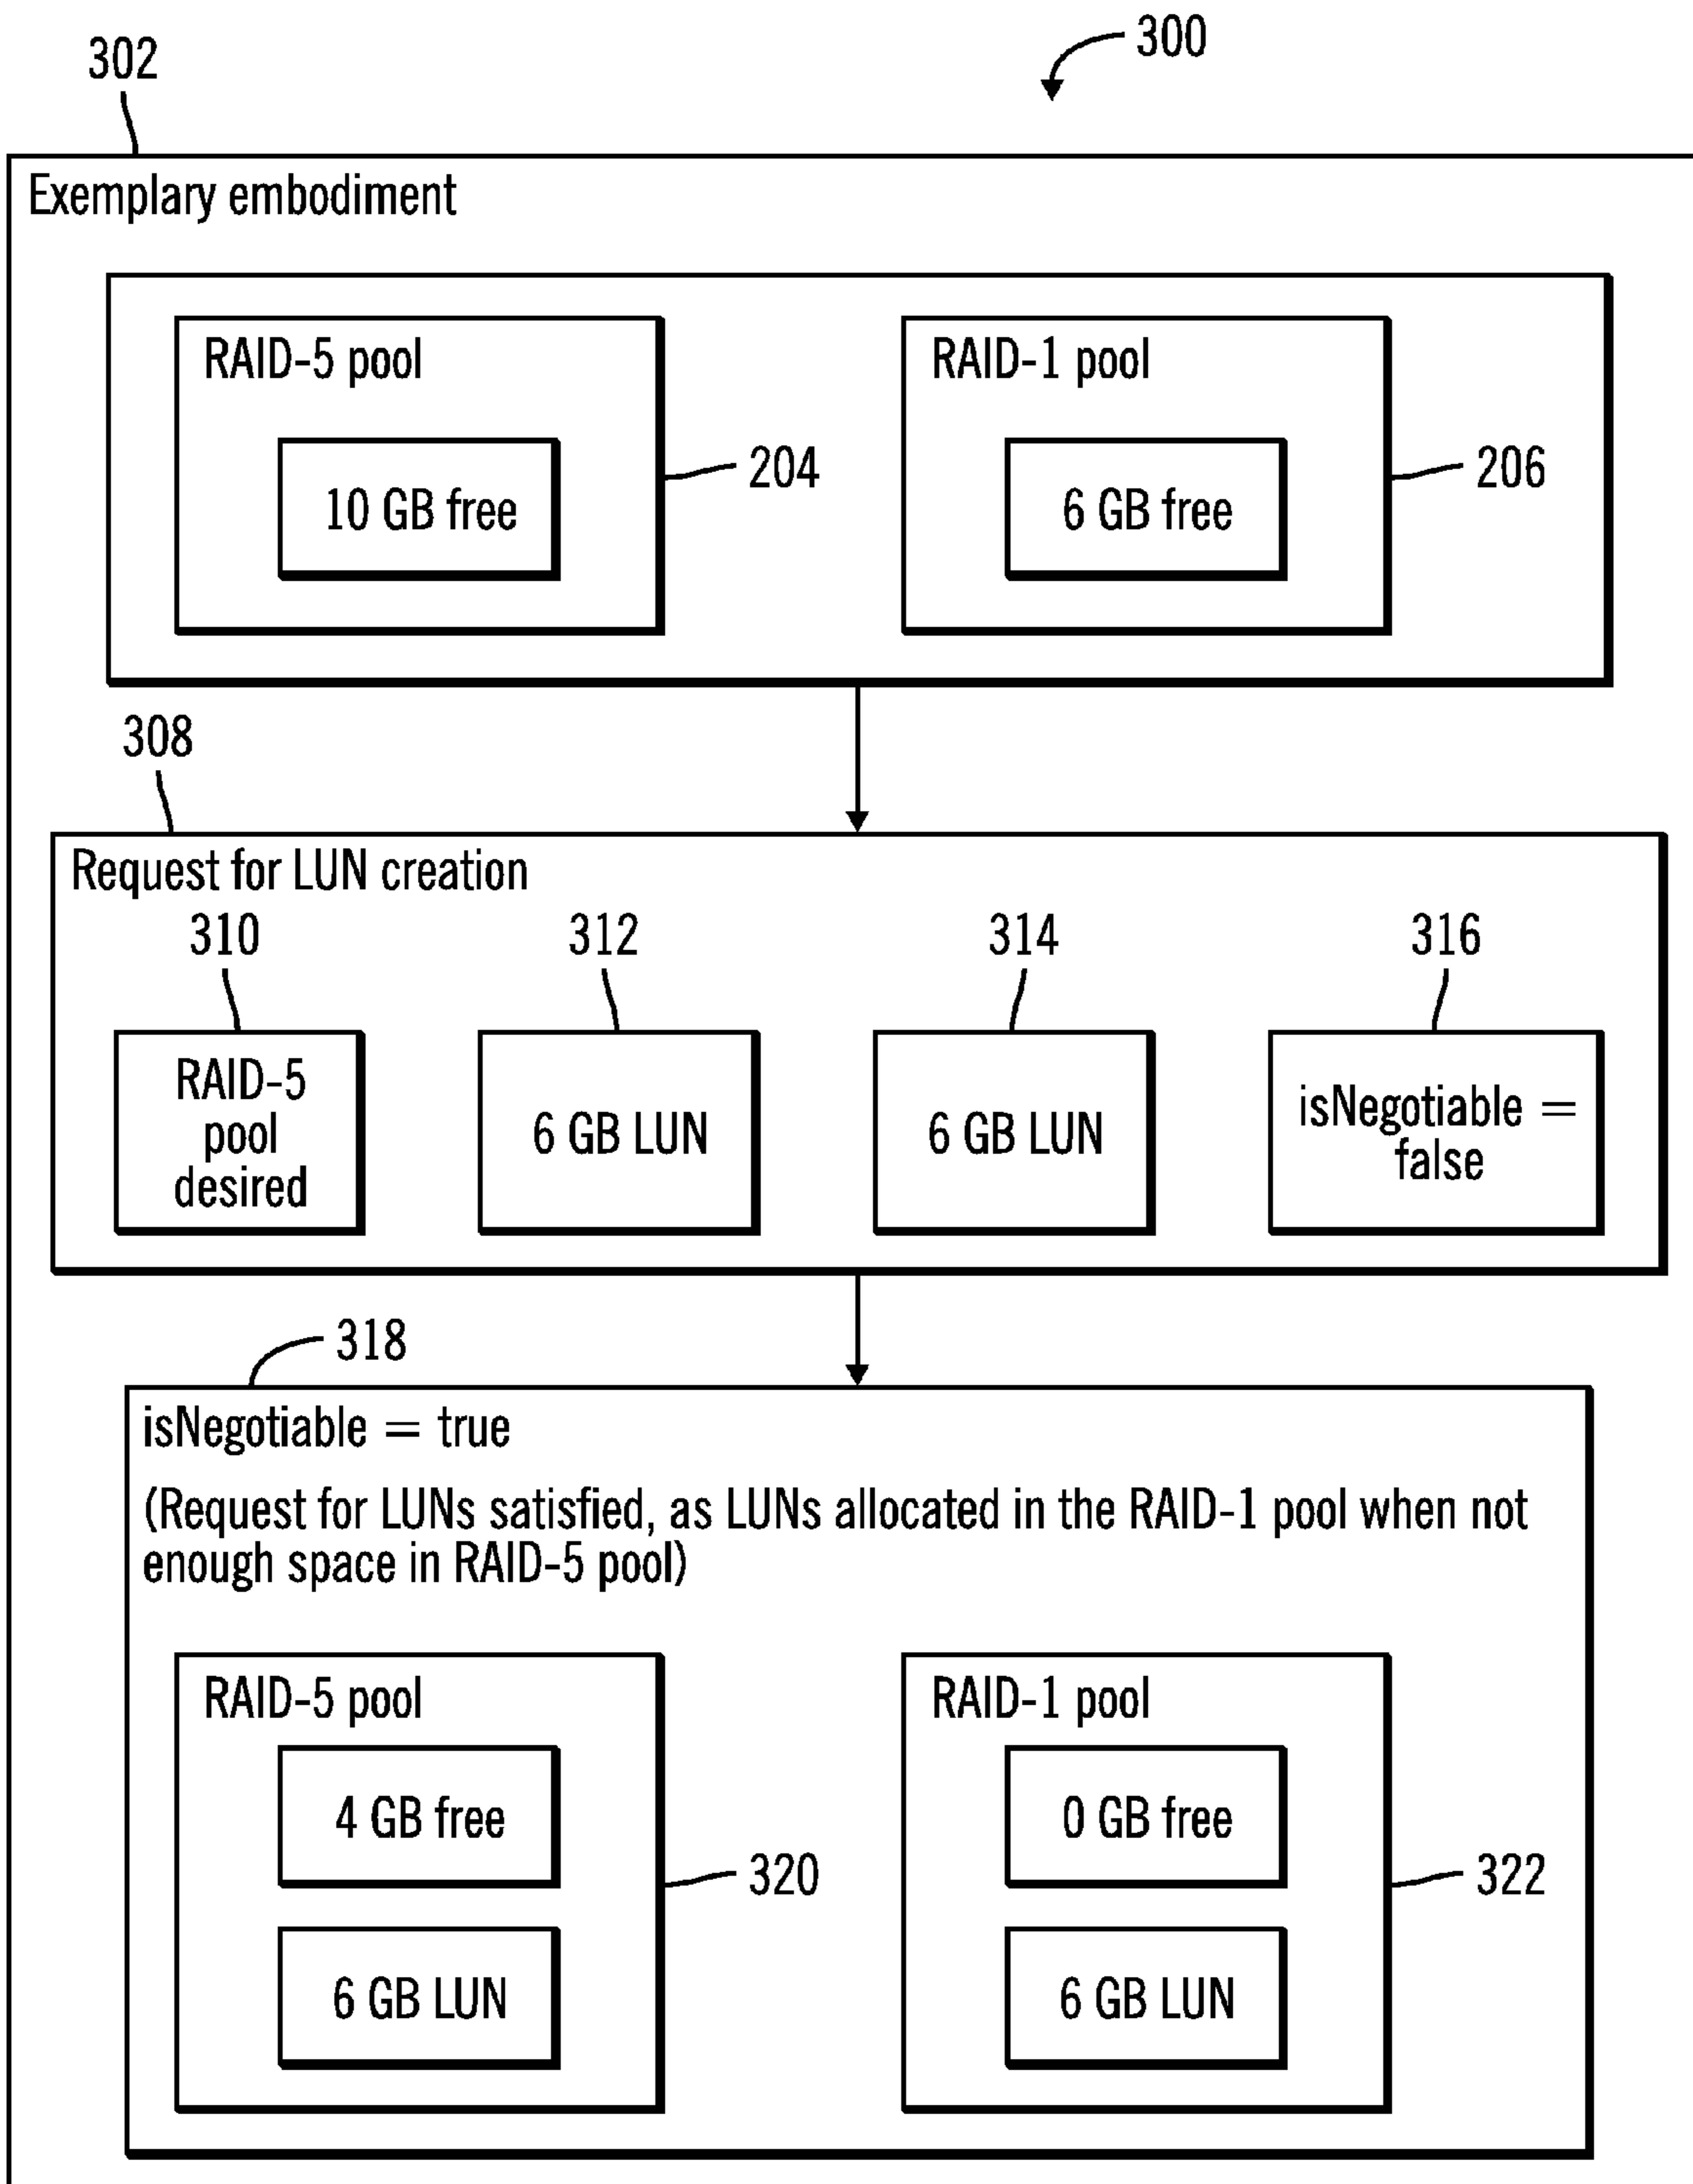 300
302
Exemplary embodiment
RAID-5 pool
RAID-1 pool
10 GB free
6 GB free
204
206
308
Request for LUN creation
310
312
314
316
RAID-5
pool
desired
6 GB LUN
6 GB LUN
isNegotiable =
false
318
isNegotiable = true
(Request for LUNs satisfied, as LUNs allocated in the RAID-1 pool when not
enough space in RAID-5 pool)
RAID-5 pool
RAID-1 pool
4 GB free
0 GB free
320
322
6 GB LUN
6 GB LUN